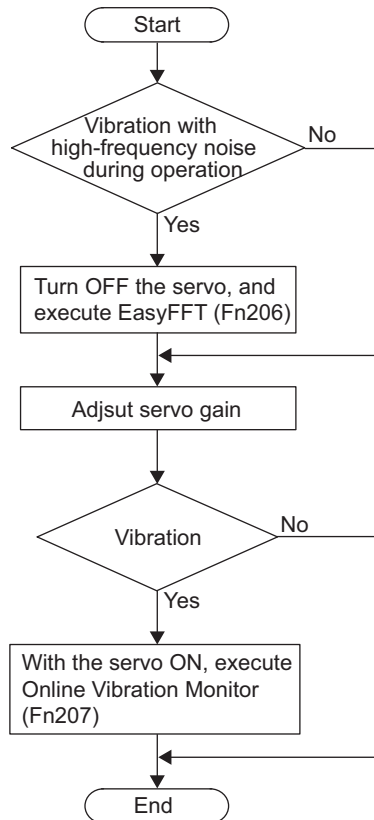 Start
Vibration with
high-frequency noise
during operation
No
Yes
Turn OFF the servo, and
execute EasyFFT (Fn206)
Adjsut servo gain
Vibration
No
Yes
With the servo ON, execute
Online Vibration Monitor
(Fn207)
End